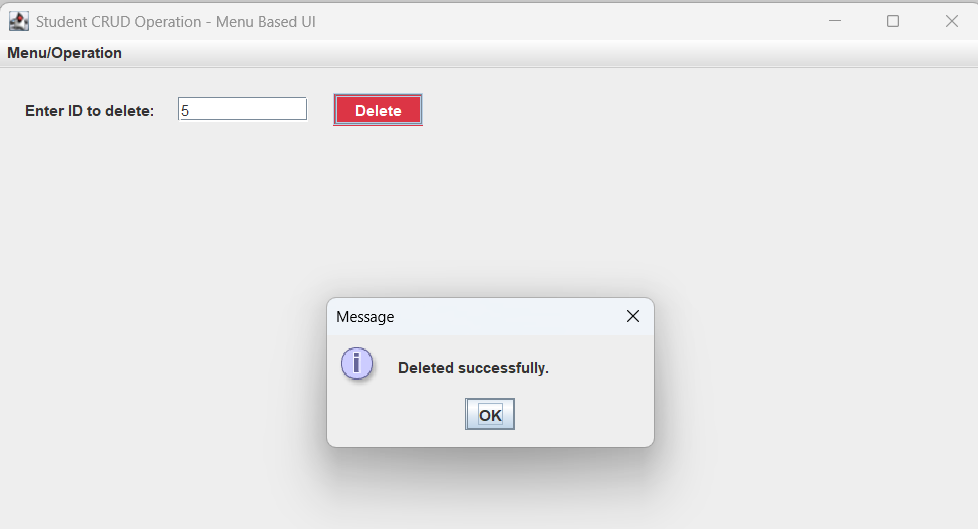 Student CRUD Operation - Menu Based UI
Menu/Operation
Enter ID to delete: 5 Delete
Message
i Deleted successfully.
OK